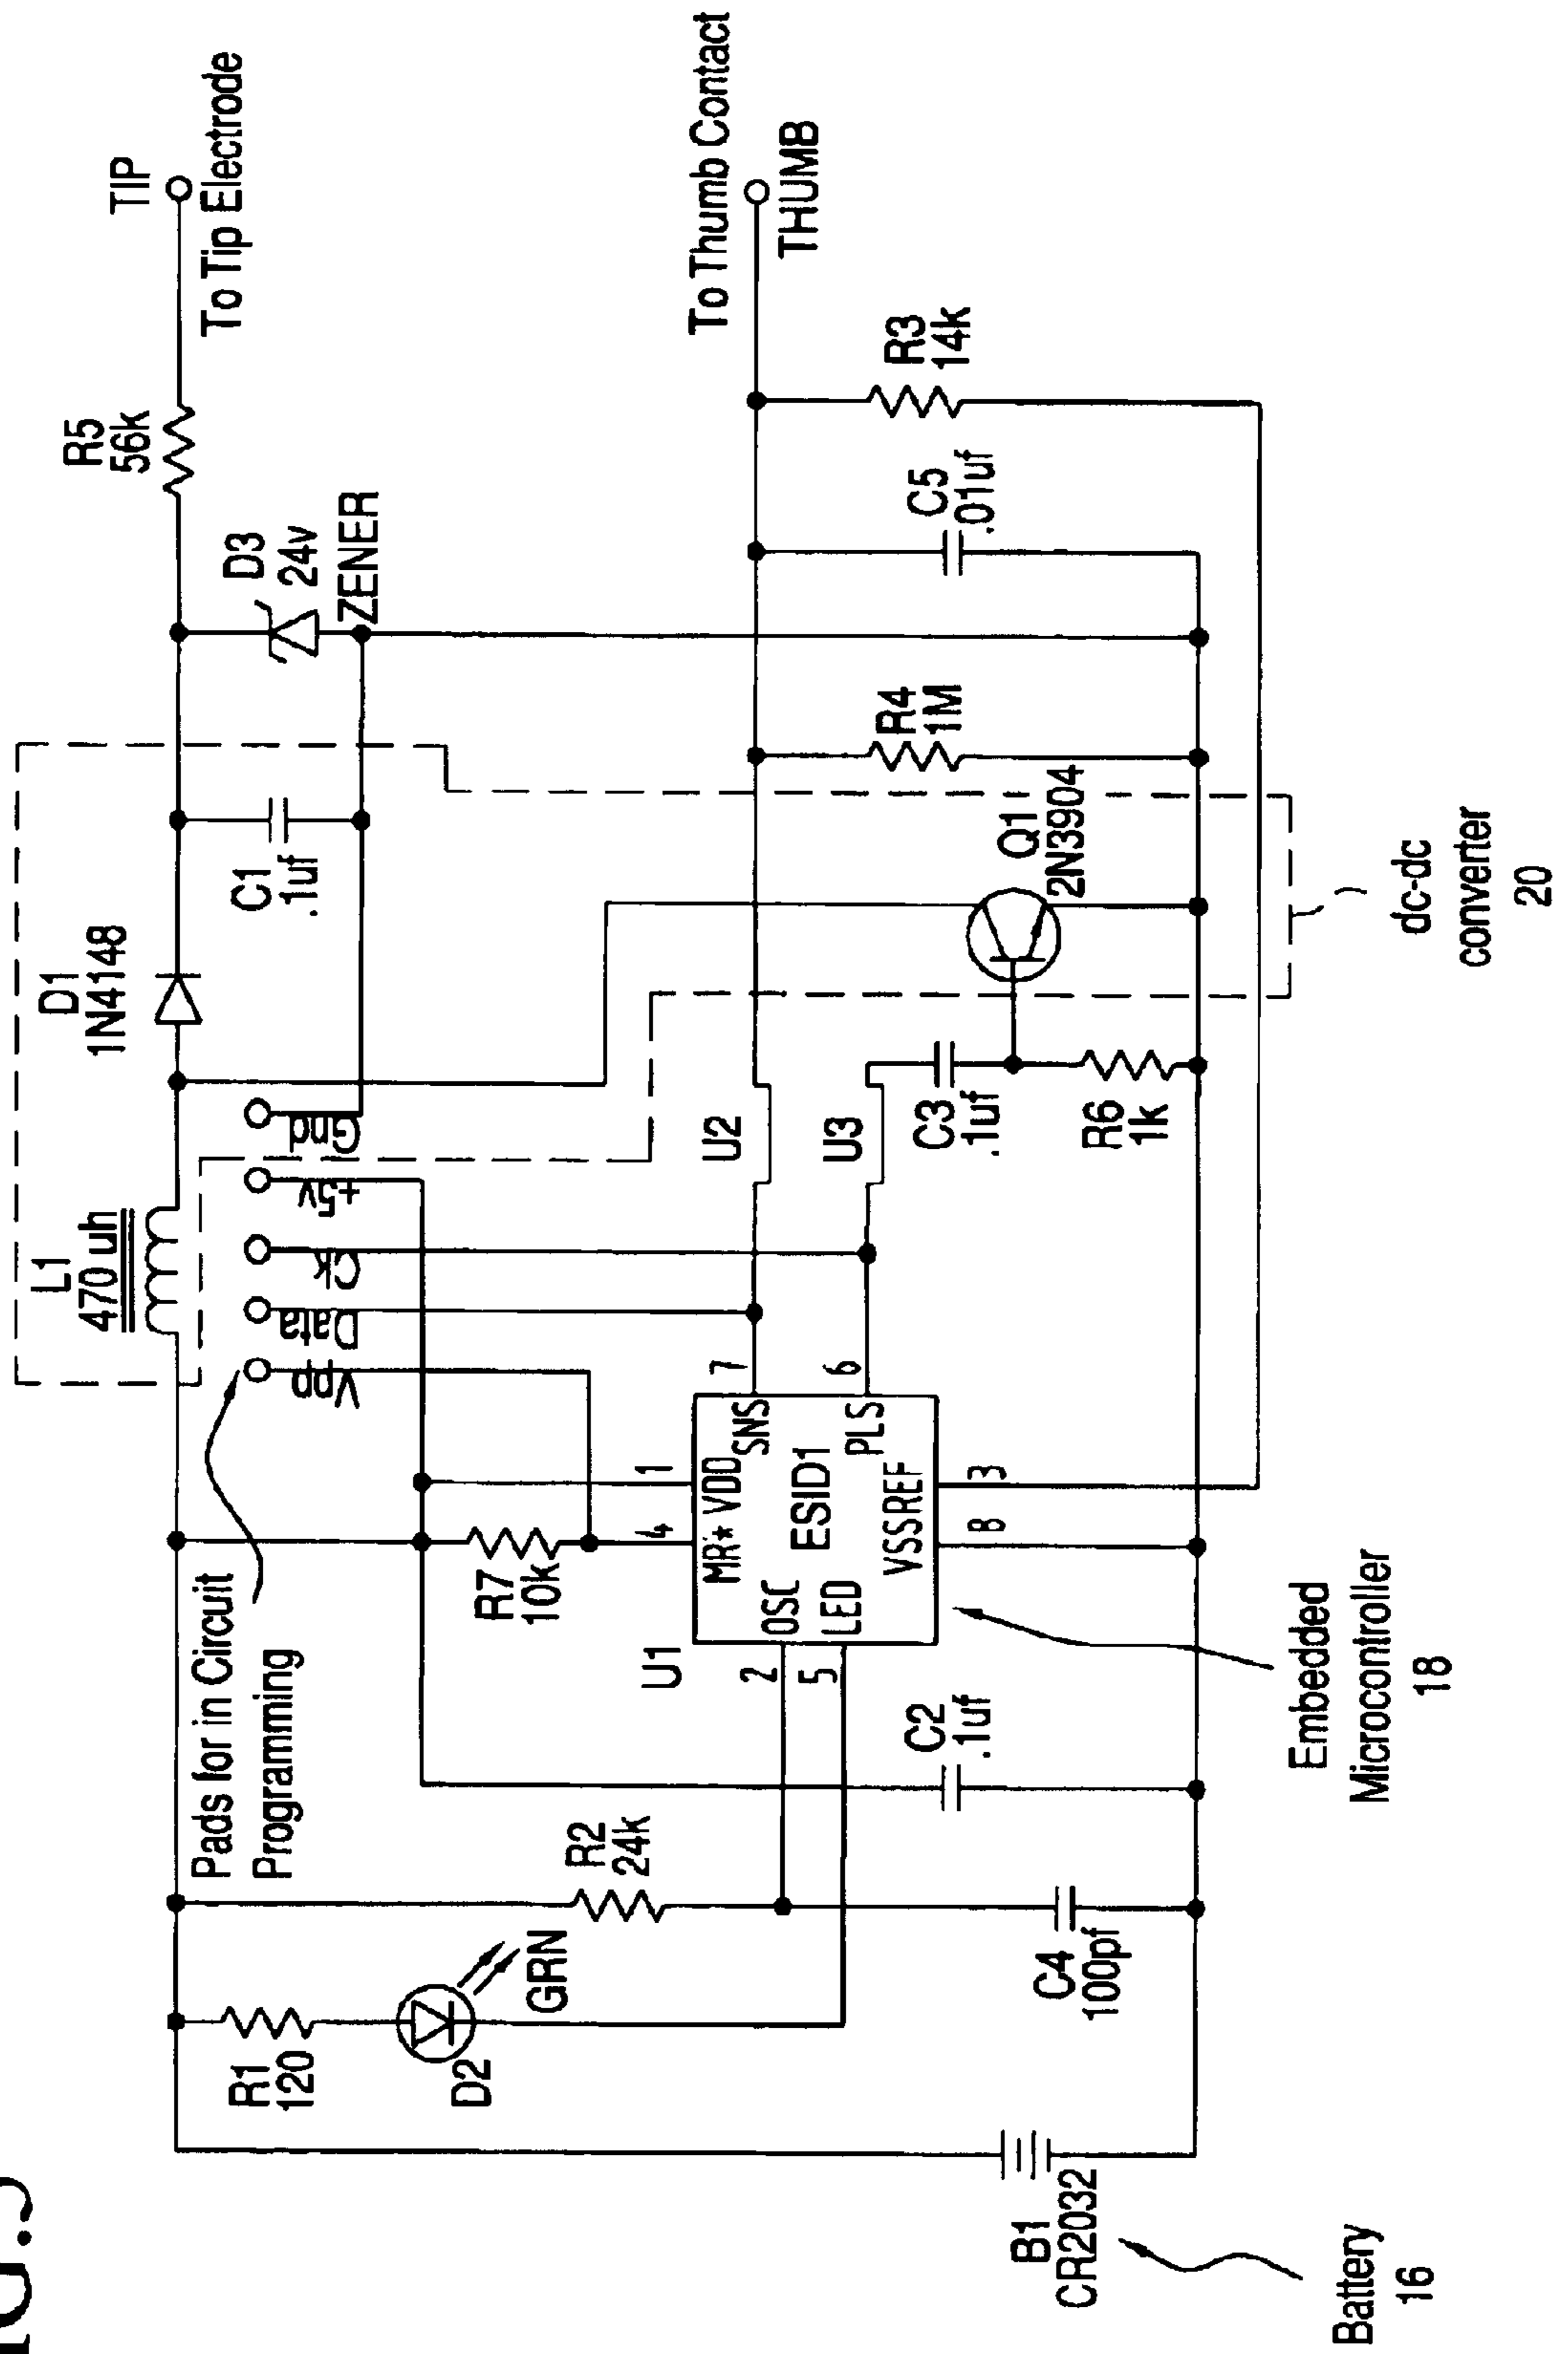 TIP
To Tip Electrode
R5
56k
D3
24v
ZENER
D1
1N4148
C1
.1uf
L1
470 uh
Gnd
+5v
Ck
Data
Vpp
Pads for in Circuit
Programming
To Thumb Contact
THUMB
R3
14k
C5
.01uf
R4
1M
Q1
2N3904
U2
U3
C3
.1uf
R6
1k
dc-dc
converter
20
R7
10k
U1
1
4
7
6
2
5
8
3
MR* VDD
SNS
ESID1
OSC
PLS
LED
VSSREF
R1
120
D2
GRN
R2
24k
C2
.1uf
C4
100pf
Embedded
Microcontroller
18
B1
CR2032
Battery
16